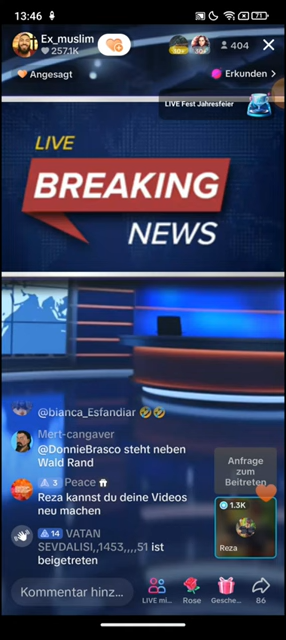 13:46
71
Ex_muslim
257.1K
404
Angesagt
Erkunden >
LIVE Fest Jahresfeier
LIVE
BREAKING
NEWS
@bianca_Esfandiar 🤣🤣
Mert-cangaver
@DonnieBrasco steht neben
Wald Rand
3 Peace
Reza kannst du deine Videos
neu machen
14 VATAN
SEVDALISI,,1453,,,,51 ist
beigetreten
Anfrage
zum
Beitreten
1.3K
Reza
Kommentar hinz...
LIVE mi...
Rose
Gesche...
86